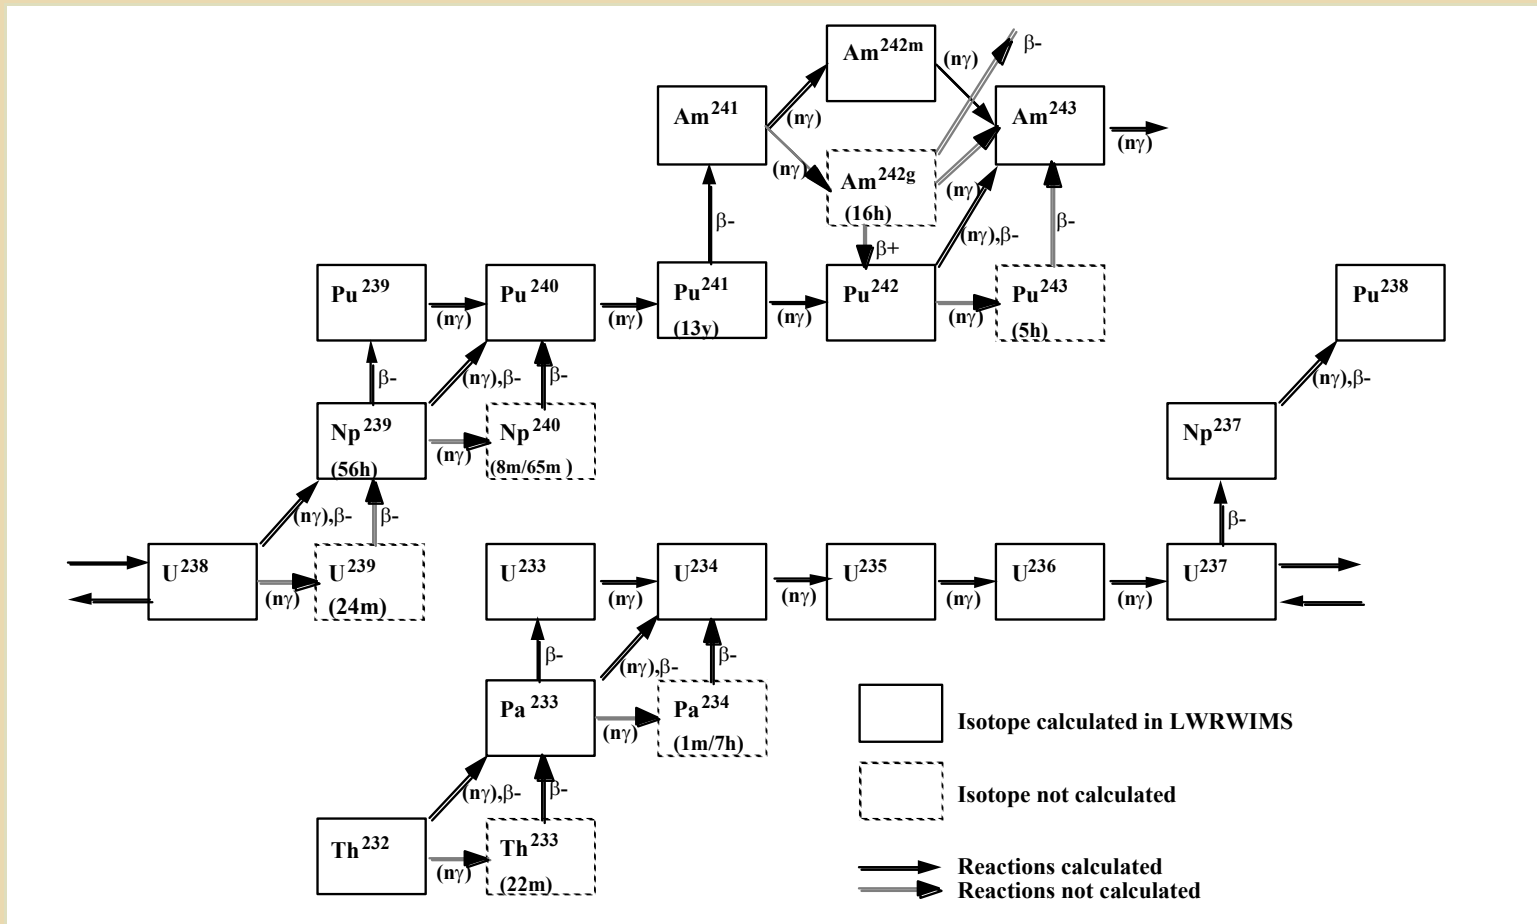 Am242m
β-
(nγ)
Am241
(nγ)
Am243
(nγ)
(nγ)
Am242g
(16h)
(nγ)
β-
β-
(nγ),β-
β+
Pu239
Pu240
Pu241
(13y)
Pu242
Pu243
(5h)
Pu238
(nγ)
(nγ)
(nγ)
(nγ)
β-
(nγ),β-
β-
(nγ),β-
Np239
(56h)
Np240
(8m/65m )
Np237
(nγ)
(nγ),β-
β-
β-
U238
U239
(24m)
U233
U234
U235
U236
U237
(nγ)
(nγ)
(nγ)
(nγ)
(nγ)
β-
(nγ),β-
β-
Pa233
Pa234
(1m/7h)
(nγ)
Isotope calculated in LWRWIMS
(nγ),β-
β-
Isotope not calculated
Th232
Th233
(22m)
(nγ)
Reactions calculated
Reactions not calculated